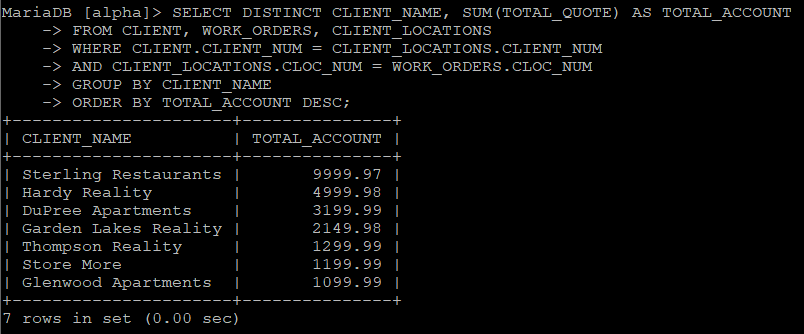 MariaDB [alpha]> SELECT DISTINCT CLIENT_NAME, SUM(TOTAL_QUOTE) AS TOTAL_ACCOUNT
    -> FROM CLIENT, WORK_ORDERS, CLIENT_LOCATIONS
    -> WHERE CLIENT.CLIENT_NUM = CLIENT_LOCATIONS.CLIENT_NUM
    -> AND CLIENT_LOCATIONS.CLOC_NUM = WORK_ORDERS.CLOC_NUM
    -> GROUP BY CLIENT_NAME
    -> ORDER BY TOTAL_ACCOUNT DESC;
+----------------------+---------------+
| CLIENT_NAME          | TOTAL_ACCOUNT |
+----------------------+---------------+
| Sterling Restaurants |       9999.97 |
| Hardy Reality        |       4999.98 |
| DuPree Apartments    |       3199.99 |
| Garden Lakes Reality |       2149.98 |
| Thompson Reality     |       1299.99 |
| Store More           |       1199.99 |
| Glenwood Apartments  |       1099.99 |
+----------------------+---------------+
7 rows in set (0.00 sec)